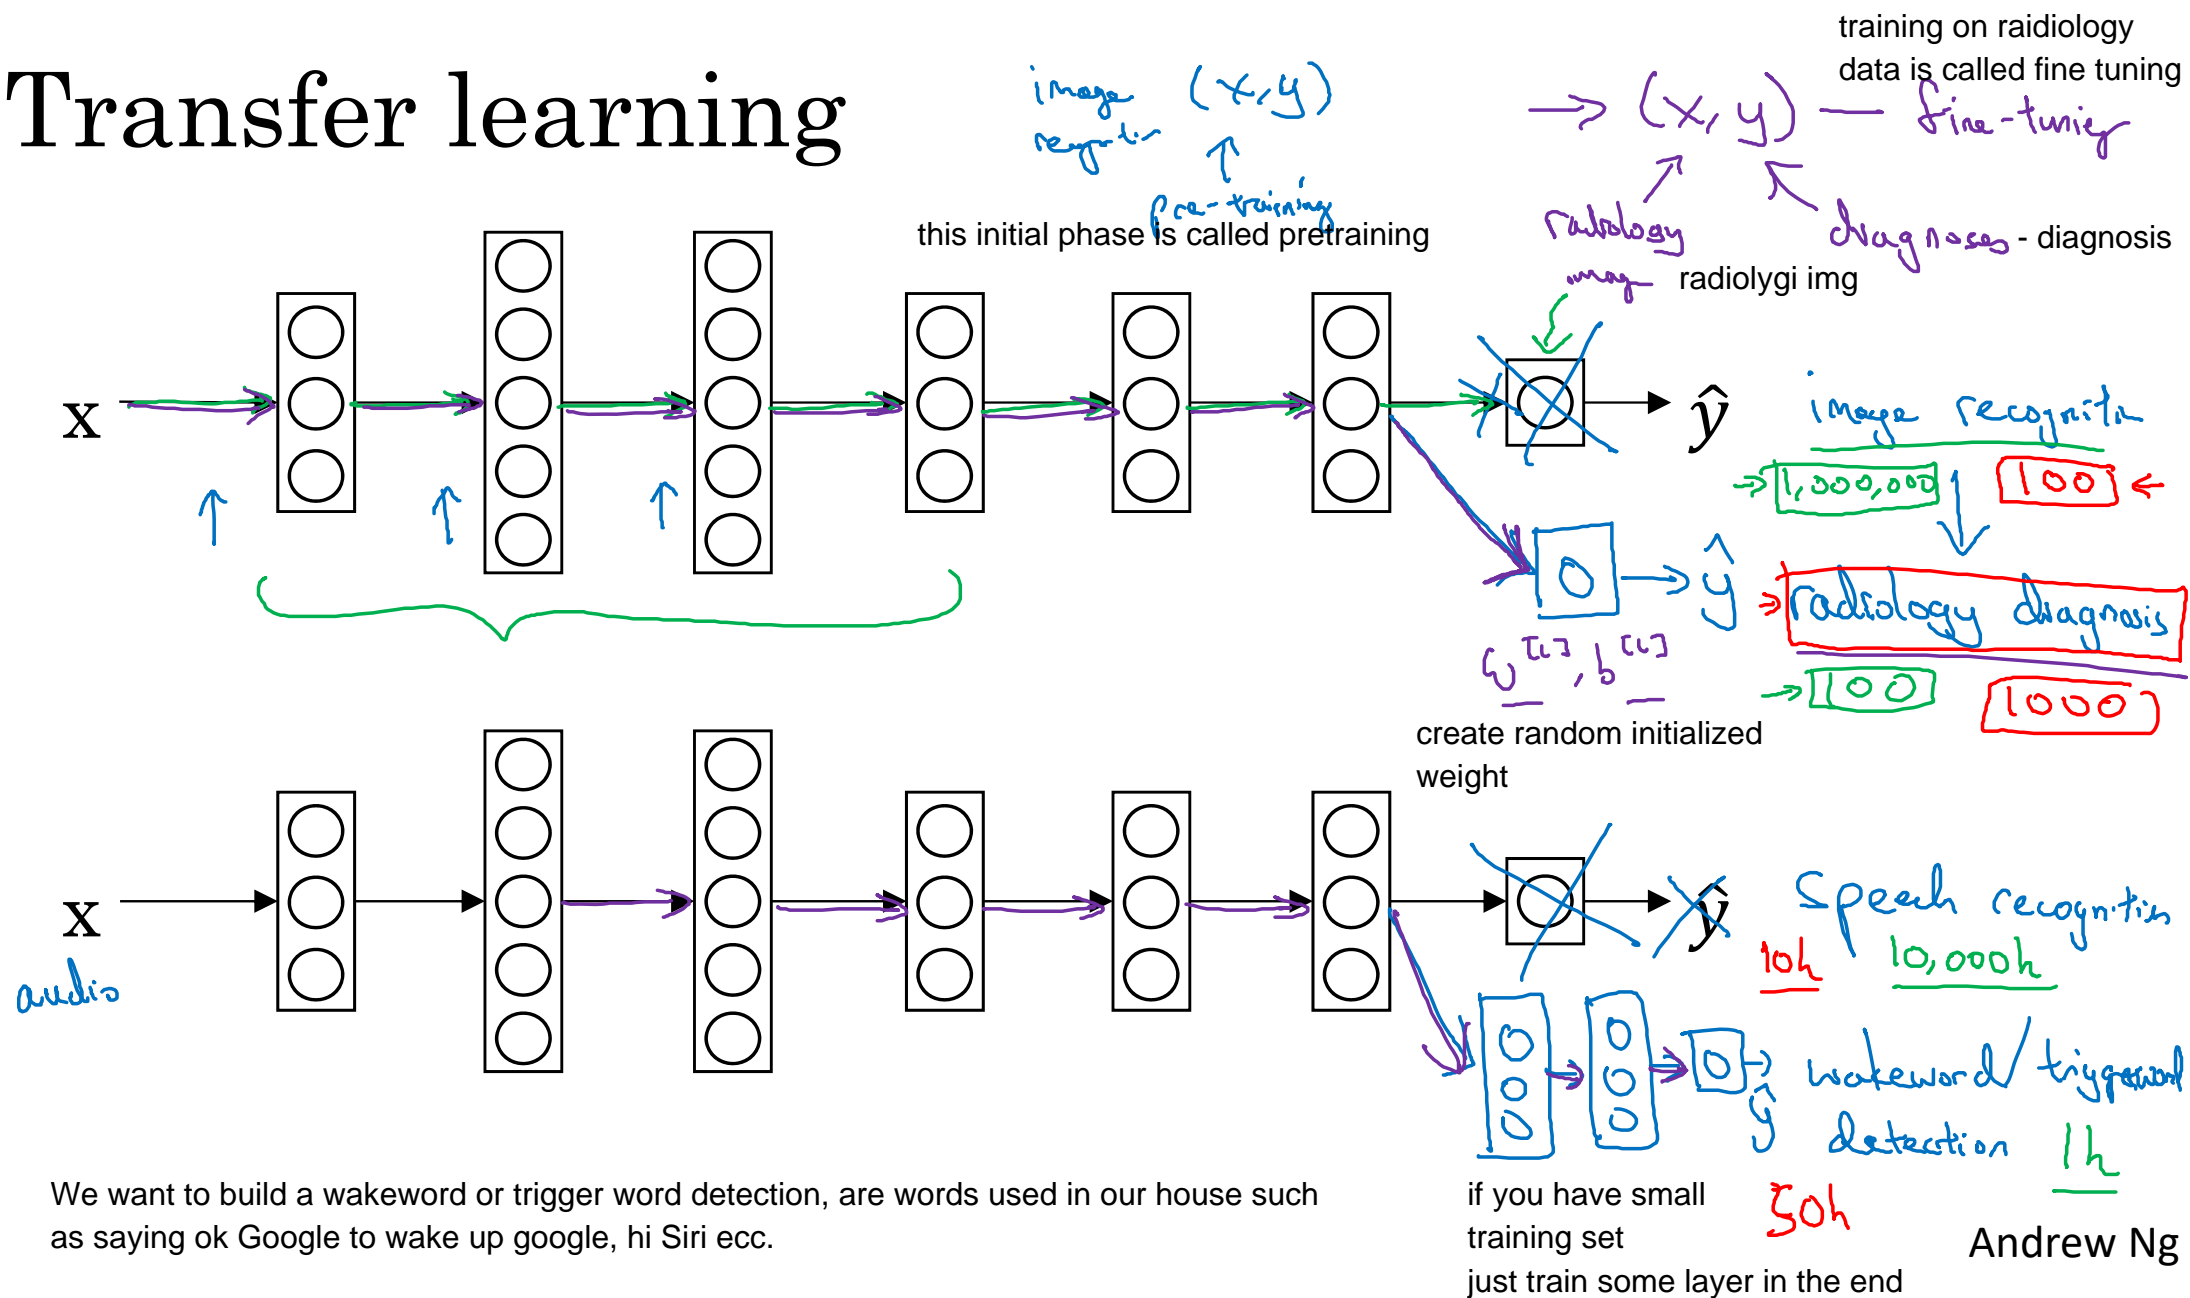 Transfer learning
image (x,y)
pre-training
this initial phase is called pretraining
training on raidiology
data is called fine tuning
→ (x, y) — fine-tuning
radiology
diagnoses - diagnosis
radiolygi img
x
ŷ
image recognition
→ 1,000,000
100 ←
ŷ
radiology diagnosis
→ 100
1000
w[L], b[L]
create random initialized
weight
x
audio
ŷ
Speech recognition
10h 10,000h
ŷ
wakeword/triggerword
detection
1h
50h
We want to build a wakeword or trigger word detection, are words used in our house such
as saying ok Google to wake up google, hi Siri ecc.
if you have small
training set
just train some layer in the end
Andrew Ng